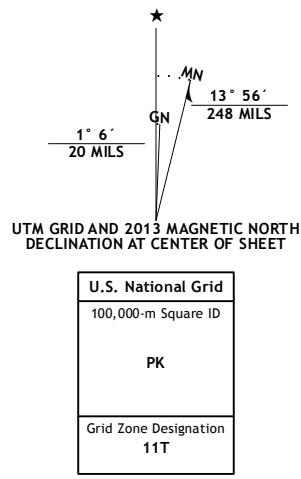 ★
MN
GN
13° 56´
248 MILS
1° 6´
20 MILS
UTM GRID AND 2013 MAGNETIC NORTH
DECLINATION AT CENTER OF SHEET
U.S. National Grid
100,000-m Square ID
PK
Grid Zone Designation
11T